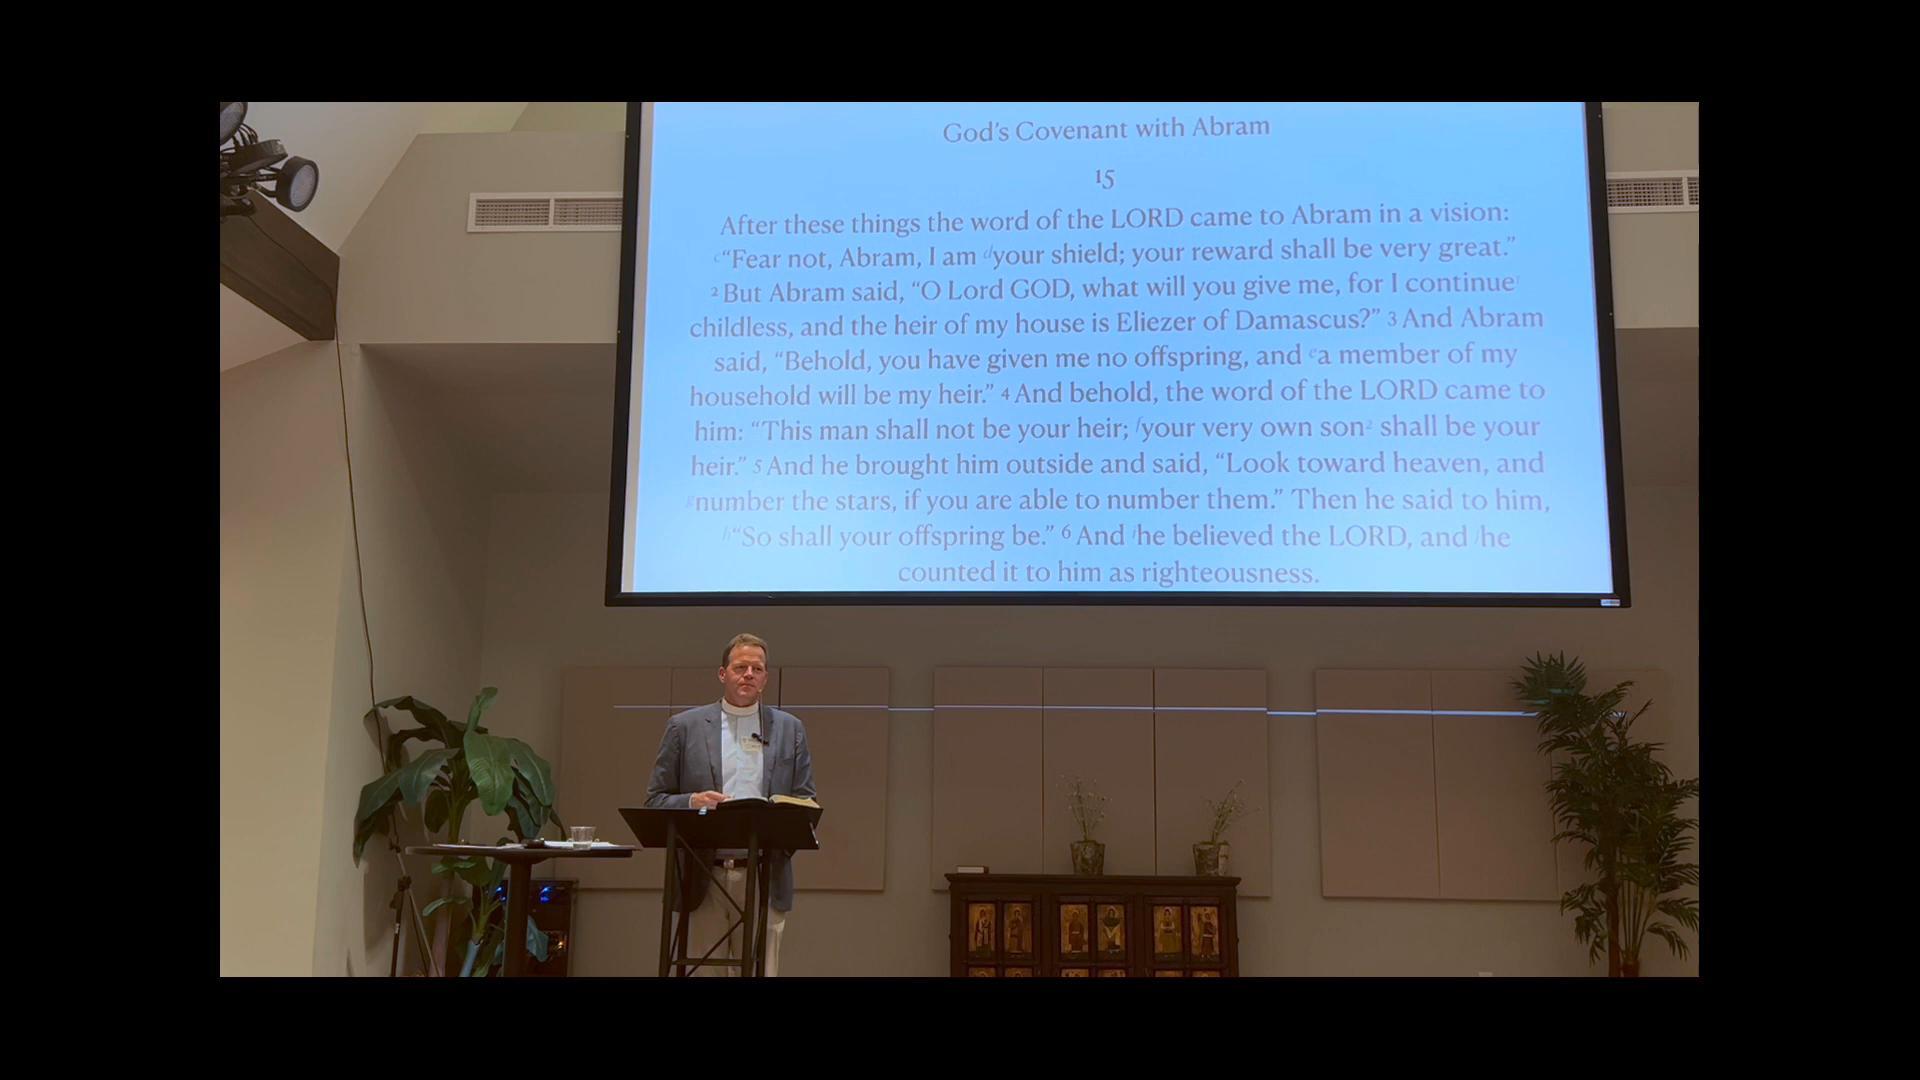 God's Covenant with Abram
15
After these things the word of the LORD came to Abram in a vision:
c“Fear not, Abram, I am dyour shield; your reward shall be very great.”
2 But Abram said, “O Lord GOD, what will you give me, for I continue
childless, and the heir of my house is Eliezer of Damascus?” 3 And Abram
said, “Behold, you have given me no offspring, and ea member of my
household will be my heir.” 4 And behold, the word of the LORD came to
him: “This man shall not be your heir; fyour very own son2 shall be your
heir.” 5 And he brought him outside and said, “Look toward heaven, and
gnumber the stars, if you are able to number them.” Then he said to him,
h“So shall your offspring be.” 6 And he believed the LORD, and he
counted it to him as righteousness.